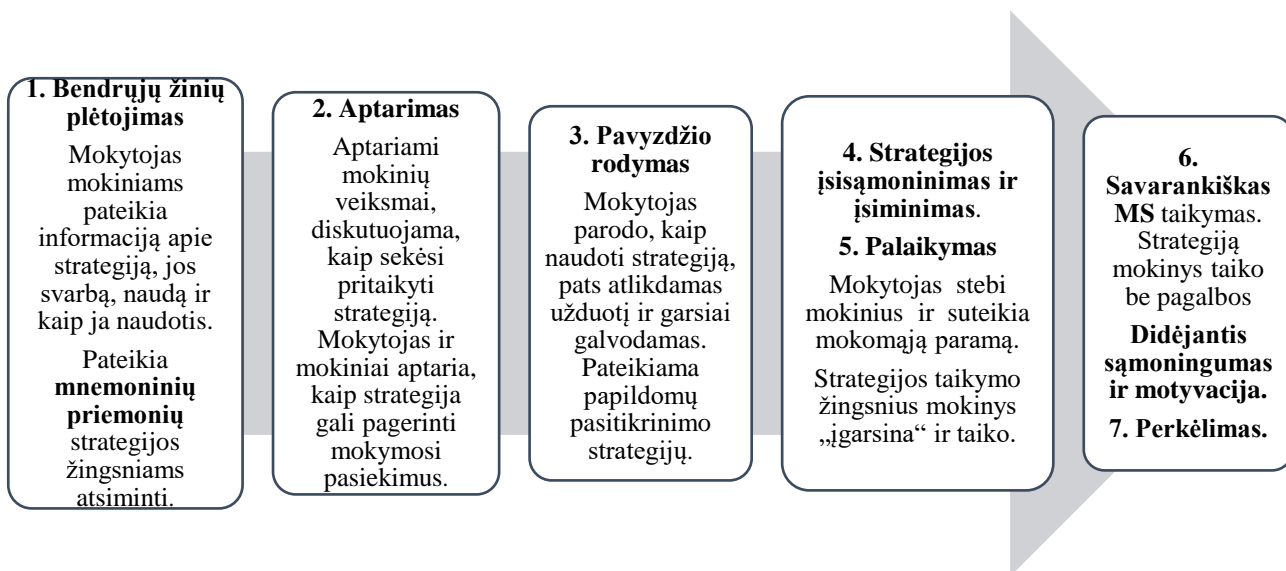 1. Bendrųjų žinių
plėtojimas
Mokytojas
mokiniams
pateikia
informaciją apie
strategiją, jos
svarbą, naudą ir
kaip ja naudotis.
Pateikia
mnemoninių
priemonių
strategijos
žingsniams
atsiminti.
2. Aptarimas
Aptariami
mokinių
veiksmai,
diskutuojama,
kaip sekėsi
pritaikyti
strategiją.
Mokytojas ir
mokiniai aptaria,
kaip strategija
gali pagerinti
mokymosi
pasiekimus.
3. Pavyzdžio
rodymas
Mokytojas
parodo, kaip
naudoti strategiją,
pats atlikdamas
užduotį ir garsiai
galvodamas.
Pateikiama
papildomų
pasitikrinimo
strategijų.
4. Strategijos
įsisąmoninimas ir
įsiminimas.
5. Palaikymas
Mokytojas stebi
mokinius ir suteikia
mokomąją paramą.
Strategijos taikymo
žingsnius mokinys
„įgarsina“ ir taiko.
6.
Savarankiškas
MS taikymas.
Strategiją
mokinys taiko
be pagalbos
Didėjantis
sąmoningumas
ir motyvacija.
7. Perkėlimas.